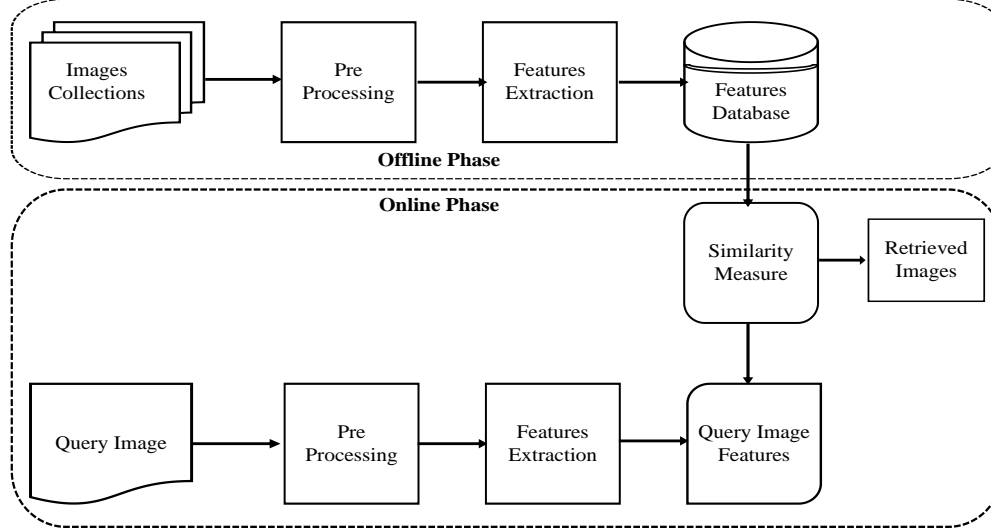 Images
Collections
Pre
Processing
Features
Extraction
Features
Database
Offline Phase
Online Phase
Similarity
Measure
Retrieved
Images
Query Image
Pre
Processing
Features
Extraction
Query Image
Features